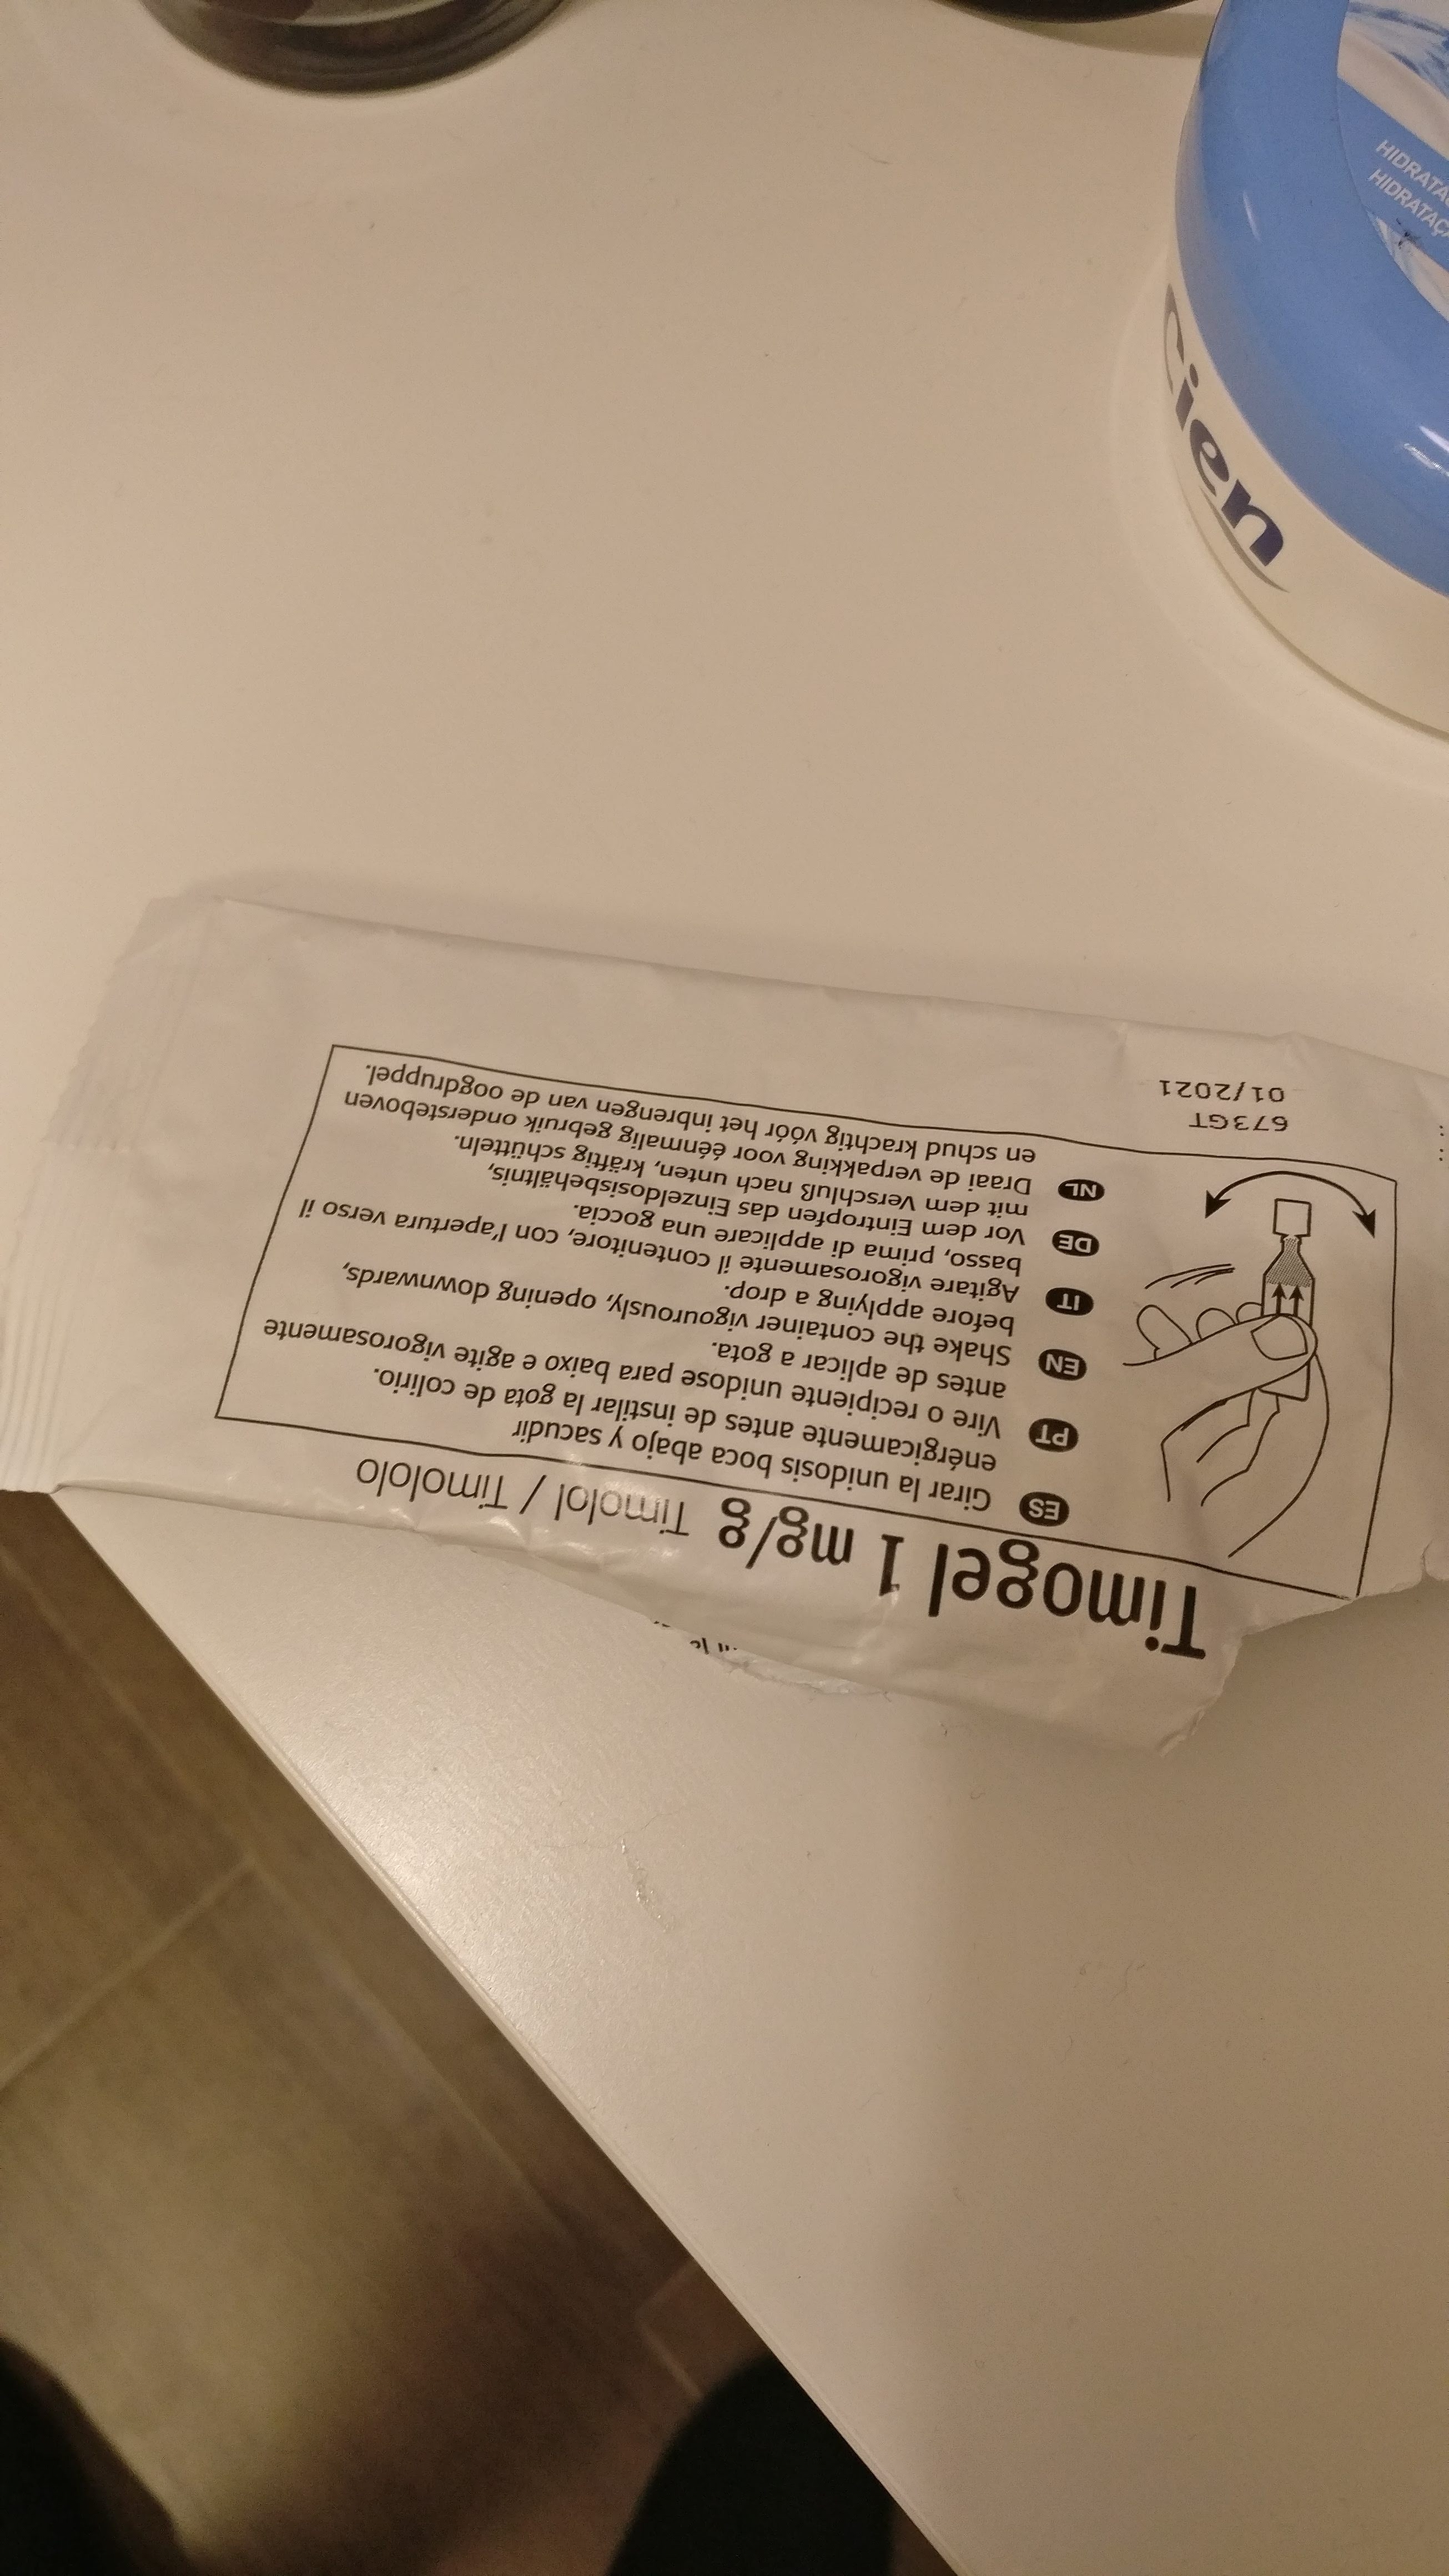 Timogel 1 mg/g Timolol / Timololo
ES Girar la unidosis boca abajo y sacudir
enérgicamente antes de instilar la gota de colirio.
PT Vire o recipiente unidose para baixo e agite vigorosamente
antes de aplicar a gota.
EN Shake the container vigourously, opening downwards,
before applying a drop.
IT Agitare vigorosamente il contenitore, con l'apertura verso il
basso, prima di applicare una goccia.
DE Vor dem Eintropfen das Einzeldosisbehältnis,
mit dem Verschluß nach unten, kräftig schütteln.
NL Draai de verpakking voor éénmalig gebruik ondersteboven
en schud krachtig vóór het inbrengen van de oogdruppel.
673GT
01/2021
Cien